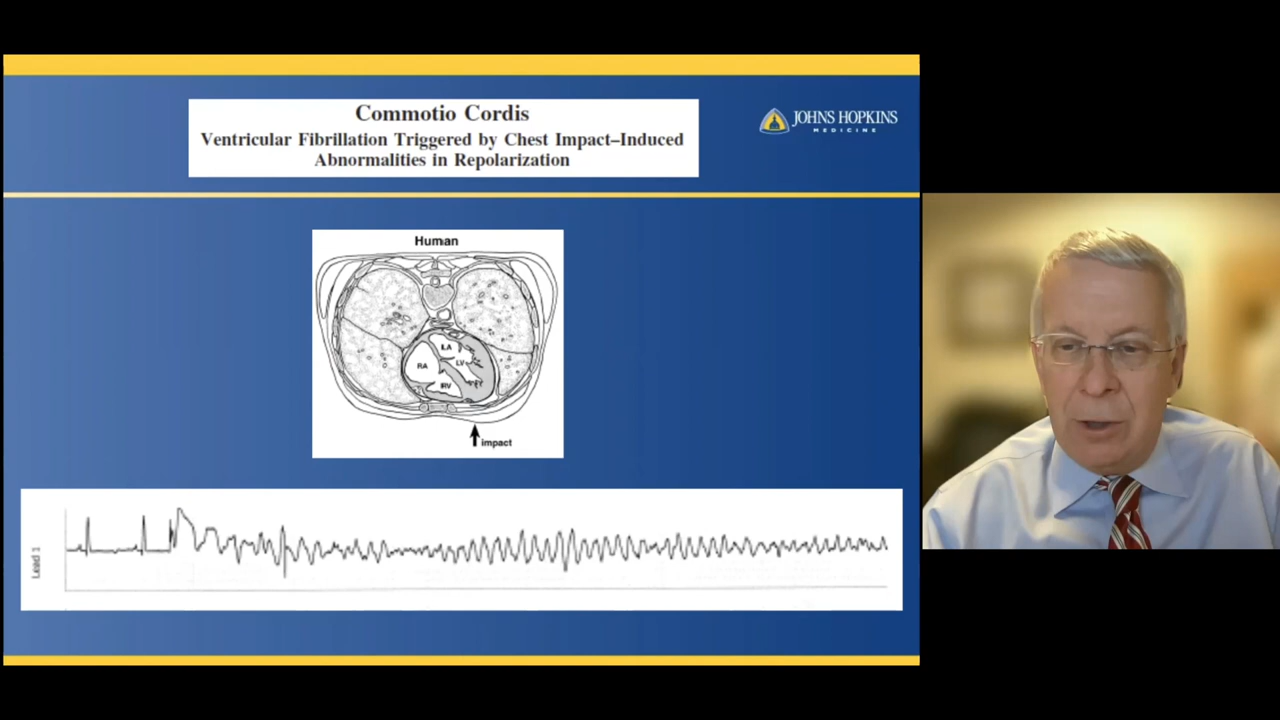 Commotio Cordis
Ventricular Fibrillation Triggered by Chest Impact–Induced
Abnormalities in Repolarization
JOHNS HOPKINS
MEDICINE
Human
LA
LV
RA
RV
impact
Lead 1